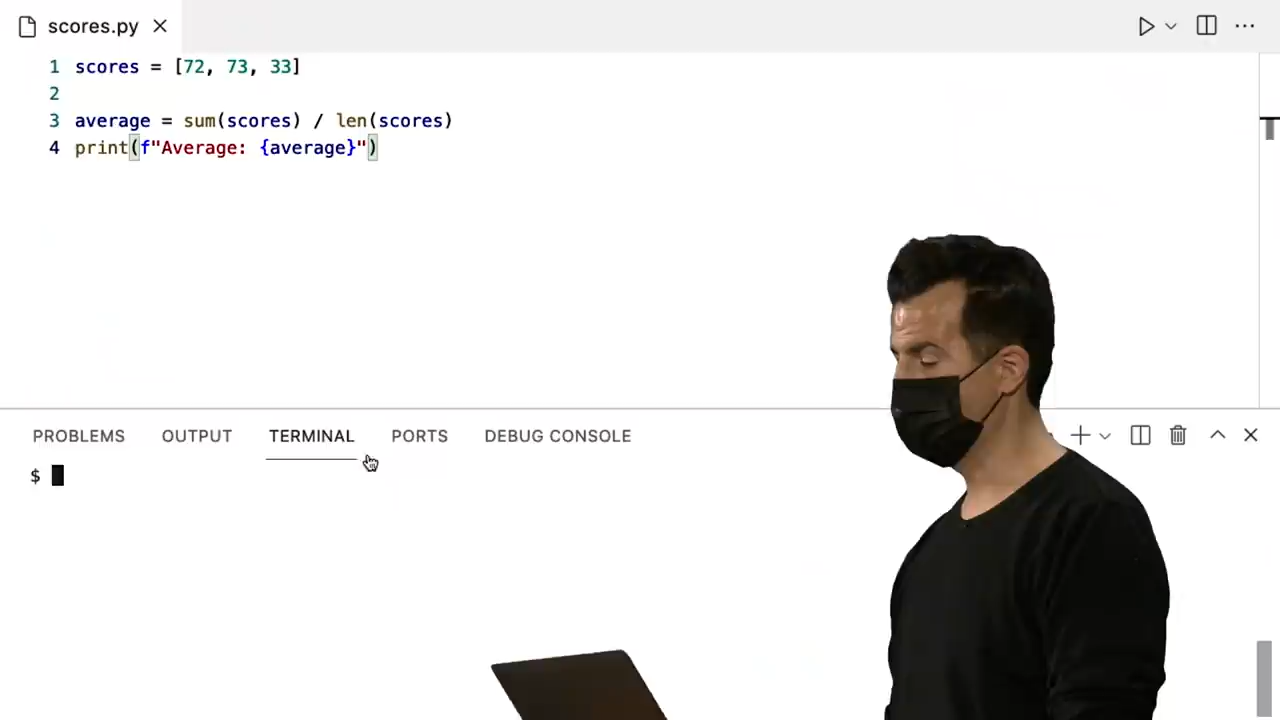 scores.py
1 scores = [72, 73, 33]
2
3 average = sum(scores) / len(scores)
4 print(f"Average: {average}")
PROBLEMS OUTPUT TERMINAL PORTS DEBUG CONSOLE
$